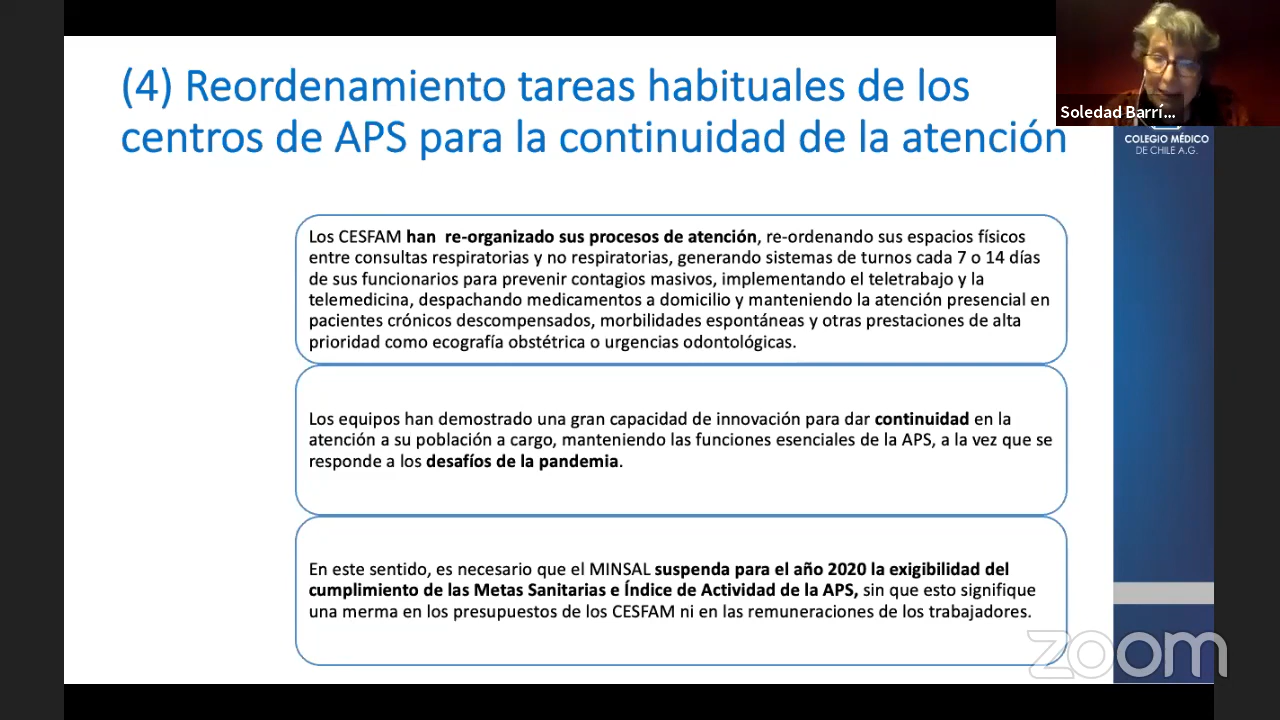 (4) Reordenamiento tareas habituales de los
centros de APS para la continuidad de la atención
Soledad Barrí...
COLEGIO MÉDICO
DE CHILE A.G.
Los CESFAM han re-organizado sus procesos de atención, re-ordenando sus espacios físicos
entre consultas respiratorias y no respiratorias, generando sistemas de turnos cada 7 o 14 días
de sus funcionarios para prevenir contagios masivos, implementando el teletrabajo y la
telemedicina, despachando medicamentos a domicilio y manteniendo la atención presencial en
pacientes crónicos descompensados, morbilidades espontáneas y otras prestaciones de alta
prioridad como ecografía obstétrica o urgencias odontológicas.
Los equipos han demostrado una gran capacidad de innovación para dar continuidad en la
atención a su población a cargo, manteniendo las funciones esenciales de la APS, a la vez que se
responde a los desafíos de la pandemia.
En este sentido, es necesario que el MINSAL suspenda para el año 2020 la exigibilidad del
cumplimiento de las Metas Sanitarias e Índice de Actividad de la APS, sin que esto signifique
una merma en los presupuestos de los CESFAM ni en las remuneraciones de los trabajadores.
zoom